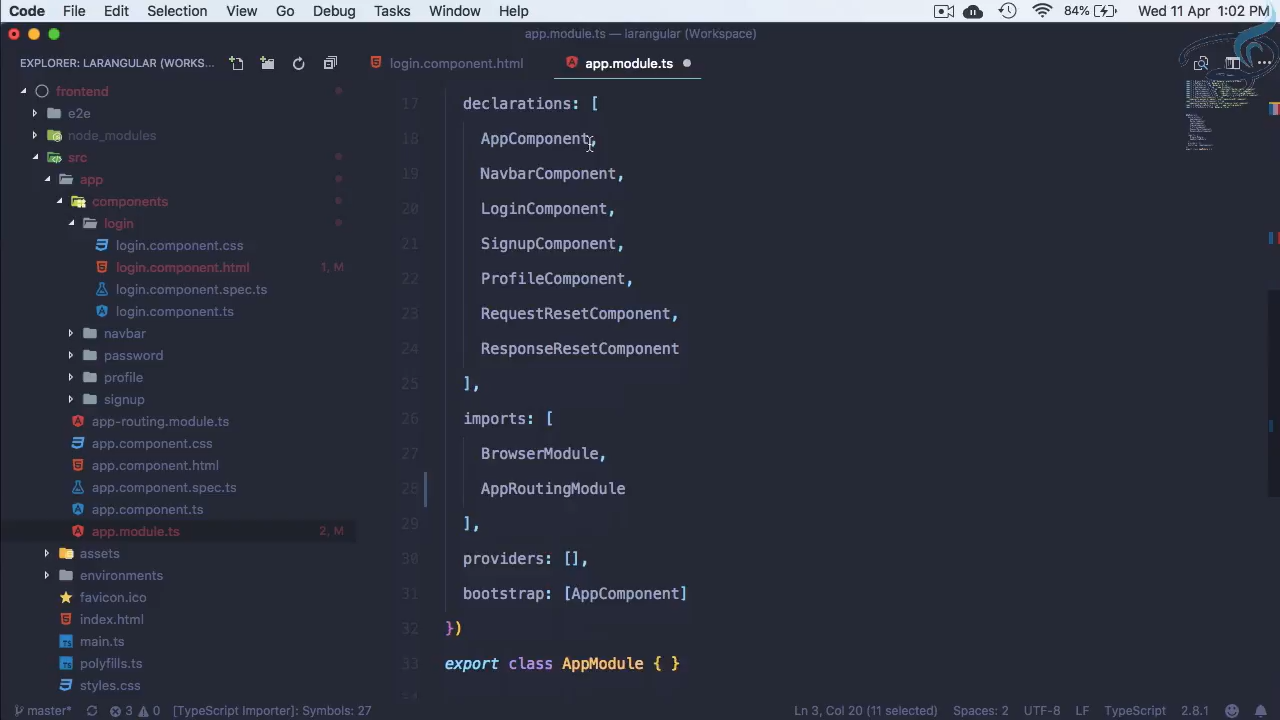 Code File Edit Selection View Go Debug Tasks Window Help 84% Wed 11 Apr 1:02 PM
app.module.ts — larangular (Workspace)
EXPLORER: LARANGULAR (WORKS... login.component.html app.module.ts
frontend
e2e
node_modules
src
app
components
login
login.component.css
login.component.html 1, M
login.component.spec.ts
login.component.ts
navbar
password
profile
signup
app-routing.module.ts
app.component.css
app.component.html
app.component.spec.ts
app.component.ts
app.module.ts 2, M
assets
environments
favicon.ico
index.html
main.ts
polyfills.ts
styles.css
17 declarations: [
18 AppComponent,
19 NavbarComponent,
20 LoginComponent,
21 SignupComponent,
22 ProfileComponent,
23 RequestResetComponent,
24 ResponseResetComponent
25 ],
26 imports: [
27 BrowserModule,
28 AppRoutingModule
29 ],
30 providers: [],
31 bootstrap: [AppComponent]
32 })
33 export class AppModule { }
master* 3 0 [TypeScript Importer]: Symbols: 27 Ln 3, Col 20 (11 selected) Spaces: 2 UTF-8 LF TypeScript 2.8.1